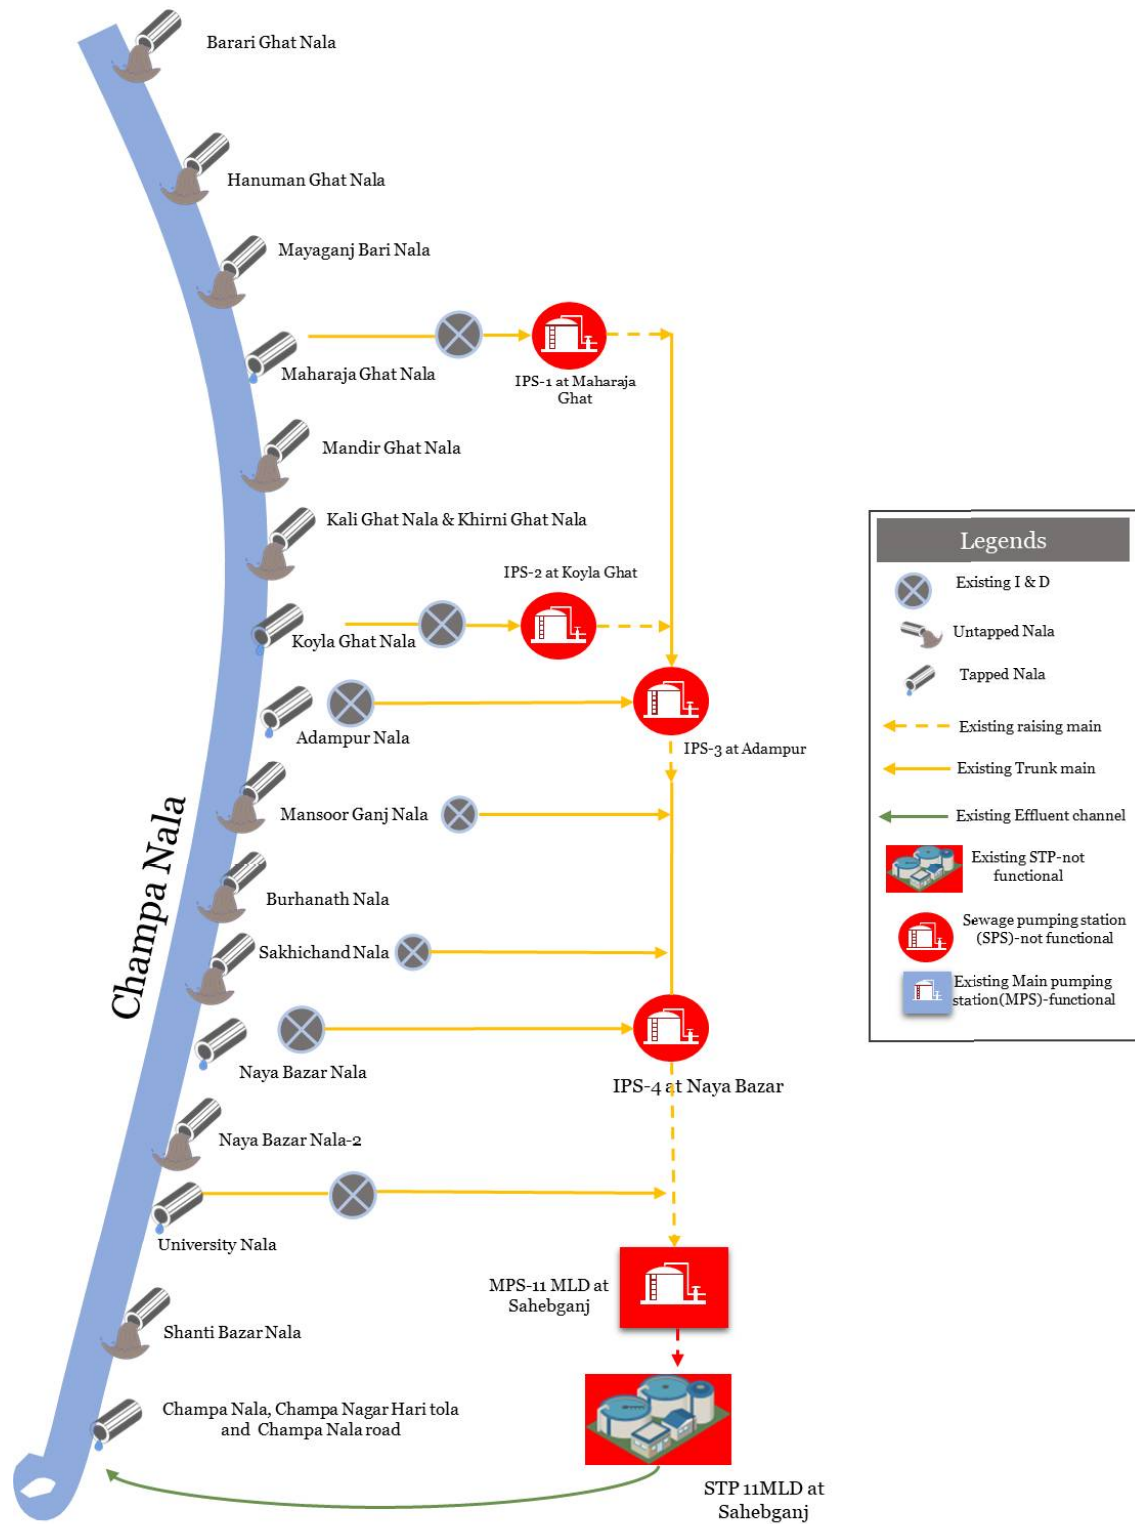 Barari Ghat Nala
Hanuman Ghat Nala
Mayaganj Bari Nala
Maharaja Ghat Nala
IPS-1 at Maharaja
Ghat
Mandir Ghat Nala
Kali Ghat Nala & Khirni Ghat Nala
IPS-2 at Koyla Ghat
Koyla Ghat Nala
Adampur Nala
IPS-3 at Adampur
Mansoor Ganj Nala
Champa Nala
Burhanath Nala
Sakhichand Nala
Naya Bazar Nala
IPS-4 at Naya Bazar
Naya Bazar Nala-2
University Nala
MPS-11 MLD at
Sahebganj
Shanti Bazar Nala
Champa Nala, Champa Nagar Hari tola
and Champa Nala road
STP 11MLD at
Sahebganj
Legends
Existing I & D
Untapped Nala
Tapped Nala
Existing raising main
Existing Trunk main
Existing Effluent channel
Existing STP-not
functional
Sewage pumping station
(SPS)-not functional
Existing Main pumping
station(MPS)-functional